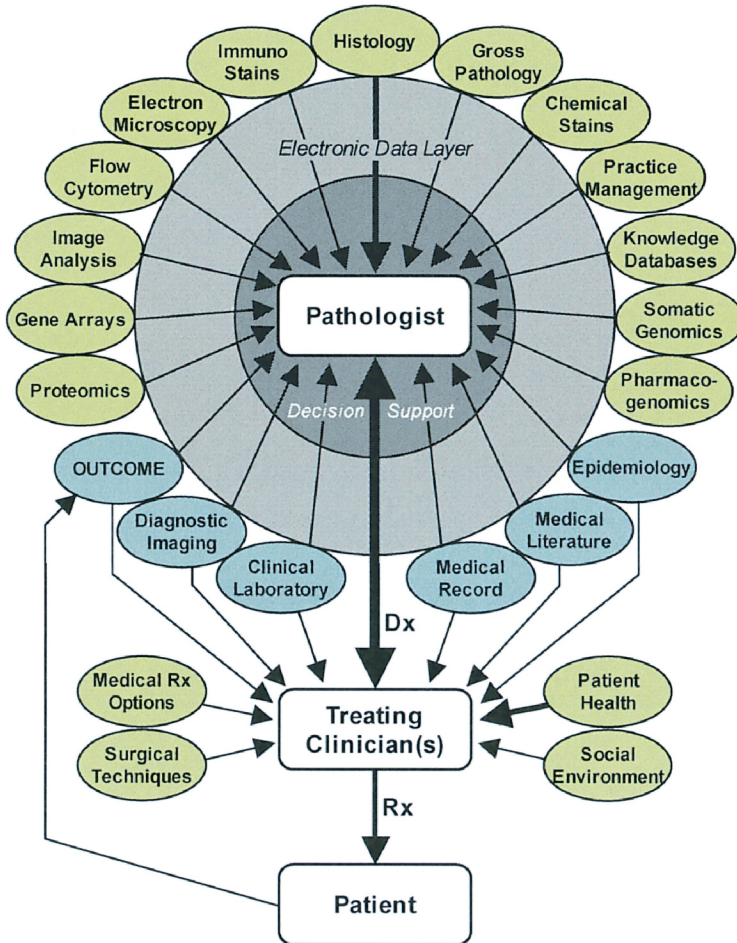 Histology
Immuno
Stains
Gross
Pathology
Electron
Microscopy
Chemical
Stains
Electronic Data Layer
Flow
Cytometry
Practice
Management
Image
Analysis
Knowledge
Databases
Gene Arrays
Pathologist
Somatic
Genomics
Proteomics
Pharmaco-
genomics
Decision Support
OUTCOME
Epidemiology
Diagnostic
Imaging
Medical
Literature
Clinical
Laboratory
Medical
Record
Dx
Medical Rx
Options
Patient
Health
Treating
Clinician(s)
Surgical
Techniques
Social
Environment
Rx
Patient